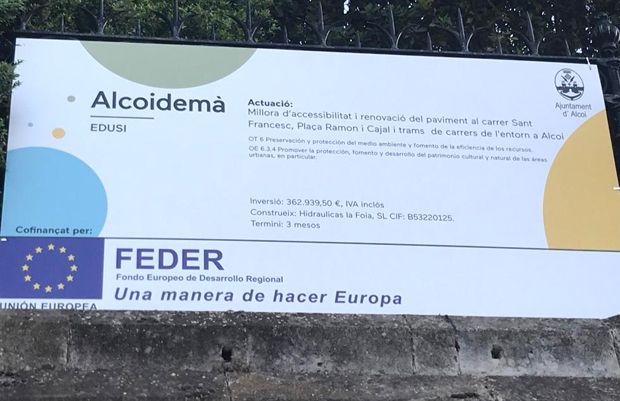 Alcoidemà
EDUSI
Actuació:
Millora d'accessibilitat i renovació del paviment al carrer Sant
Francesc, Plaça Ramon i Cajal i trams de carrers de l'entorn a Alcoi
OT 6 Preservación y protección del medio ambiente y fomento de la eficiencia de los recursos.
OE 6.3.4 Promover la protección, fomento y desarrollo del patrimonio cultural y natural de las áreas
urbanas, en particular.
Ajuntament
d'Alcoi
Inversió: 362.939,50 €, IVA inclòs
Construeix: Hidraulicas la Foia, SL CIF: B53220125.
Termini: 3 mesos
Cofinançat per:
UNIÓN EUROPEA
FEDER
Fondo Europeo de Desarrollo Regional
Una manera de hacer Europa